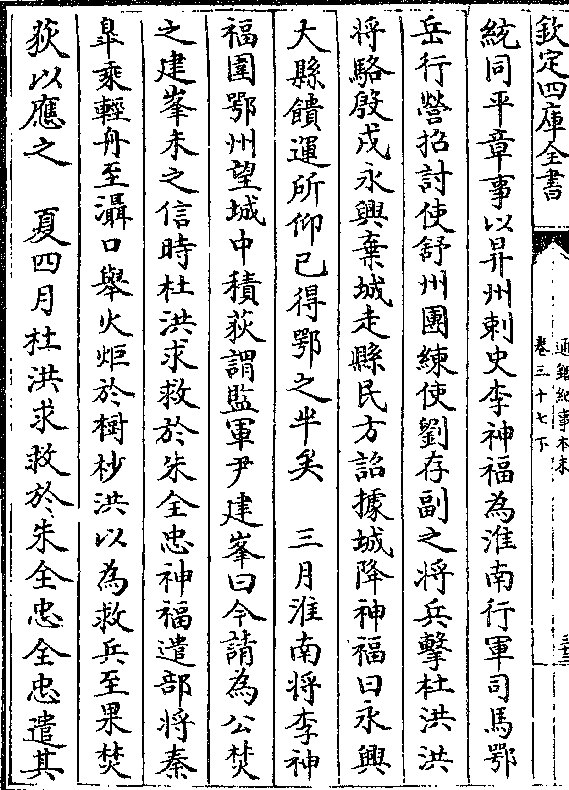 欽定四庫全書
通鑑紀事本末
卷三十七下
統同平章事以昇州刺史李神福為淮南行軍司馬鄂
岳行營招討使舒州團練使劉存副之將兵擊杜洪洪
將駱殷戍永興棄城走縣民方詔據城降神福曰永興
大縣饋運所仰已得鄂之半矣　三月淮南將李神
福圍鄂州望城中積荻謂監軍尹建峯曰今請為公焚
之建峯未之信時杜洪求救於朱全忠神福遣部將秦
皐乗輕舟至灄口舉火炬於樹杪洪以為救兵至果焚
荻以應之　夏四月杜洪求救於朱全忠全忠遣其